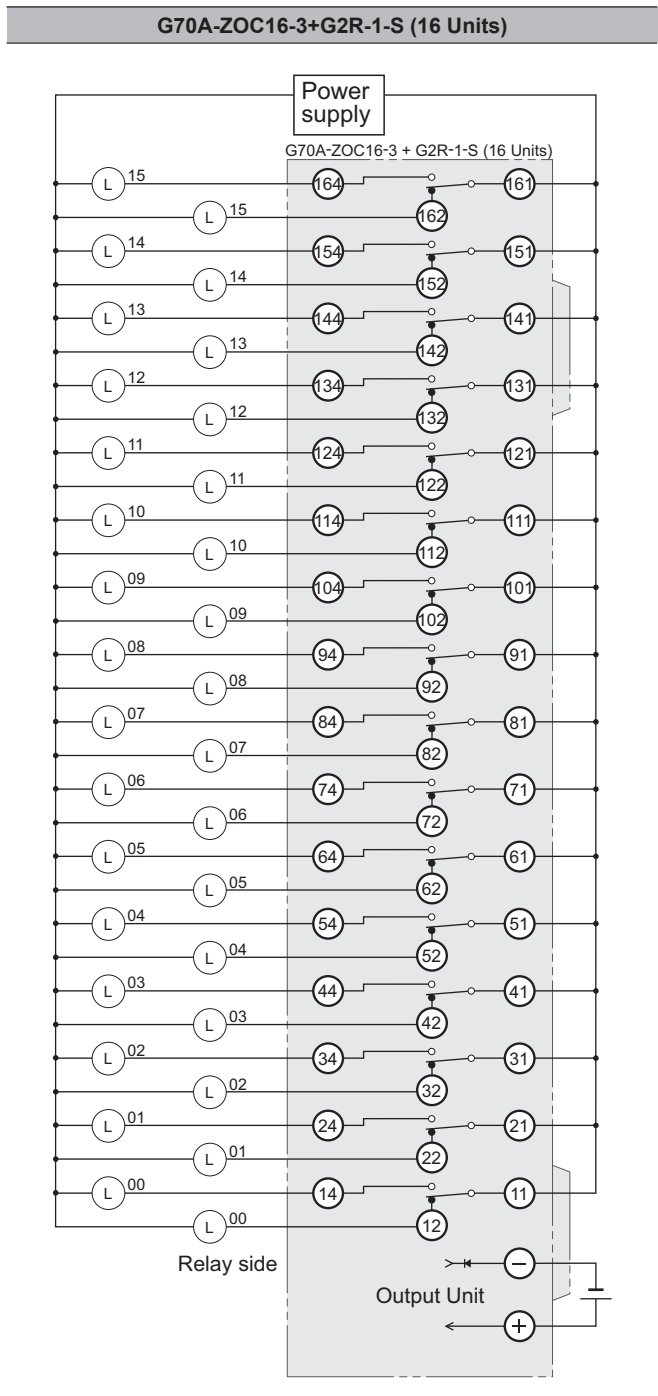 G70A-ZOC16-3+G2R-1-S (16 Units)
Power
supply
G70A-ZOC16-3 + G2R-1-S (16 Units)
L 15 164 161
L 15 162
L 14 154 151
L 14 152
L 13 144 141
L 13 142
L 12 134 131
L 12 132
L 11 124 121
L 11 122
L 10 114 111
L 10 112
L 09 104 101
L 09 102
L 08 94 91
L 08 92
L 07 84 81
L 07 82
L 06 74 71
L 06 72
L 05 64 61
L 05 62
L 04 54 51
L 04 52
L 03 44 41
L 03 42
L 02 34 31
L 02 32
L 01 24 21
L 01 22
L 00 14 11
L 00 12
Relay side
−
Output Unit
+